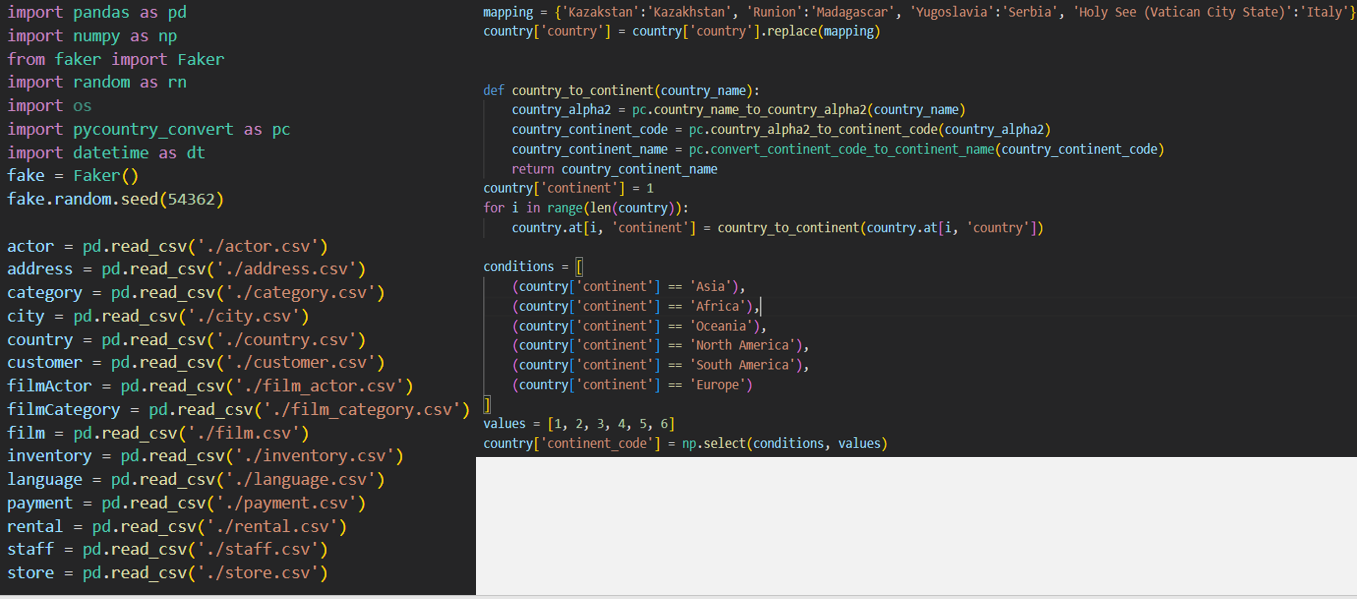 import pandas as pd
import numpy as np
from faker import Faker
import random as rn
import os
import pycountry_convert as pc
import datetime as dt
fake = Faker()
fake.random.seed(54362)
actor = pd.read_csv('./actor.csv')
address = pd.read_csv('./address.csv')
category = pd.read_csv('./category.csv')
city = pd.read_csv('./city.csv')
country = pd.read_csv('./country.csv')
customer = pd.read_csv('./customer.csv')
filmActor = pd.read_csv('./film_actor.csv')
filmCategory = pd.read_csv('./film_category.csv')
film = pd.read_csv('./film.csv')
inventory = pd.read_csv('./inventory.csv')
language = pd.read_csv('./language.csv')
payment = pd.read_csv('./payment.csv')
rental = pd.read_csv('./rental.csv')
staff = pd.read_csv('./staff.csv')
store = pd.read_csv('./store.csv')
mapping = {'Kazakstan':'Kazakhstan', 'Runion':'Madagascar', 'Yugoslavia':'Serbia', 'Holy See (Vatican City State)':'Italy'}
country['country'] = country['country'].replace(mapping)
def country_to_continent(country_name):
    country_alpha2 = pc.country_name_to_country_alpha2(country_name)
    country_continent_code = pc.country_alpha2_to_continent_code(country_alpha2)
    country_continent_name = pc.convert_continent_code_to_continent_name(country_continent_code)
    return country_continent_name
country['continent'] = 1
for i in range(len(country)):
    country.at[i, 'continent'] = country_to_continent(country.at[i, 'country'])
conditions = [
    (country['continent'] == 'Asia'),
    (country['continent'] == 'Africa'),
    (country['continent'] == 'Oceania'),
    (country['continent'] == 'North America'),
    (country['continent'] == 'South America'),
    (country['continent'] == 'Europe')
]
values = [1, 2, 3, 4, 5, 6]
country['continent_code'] = np.select(conditions, values)